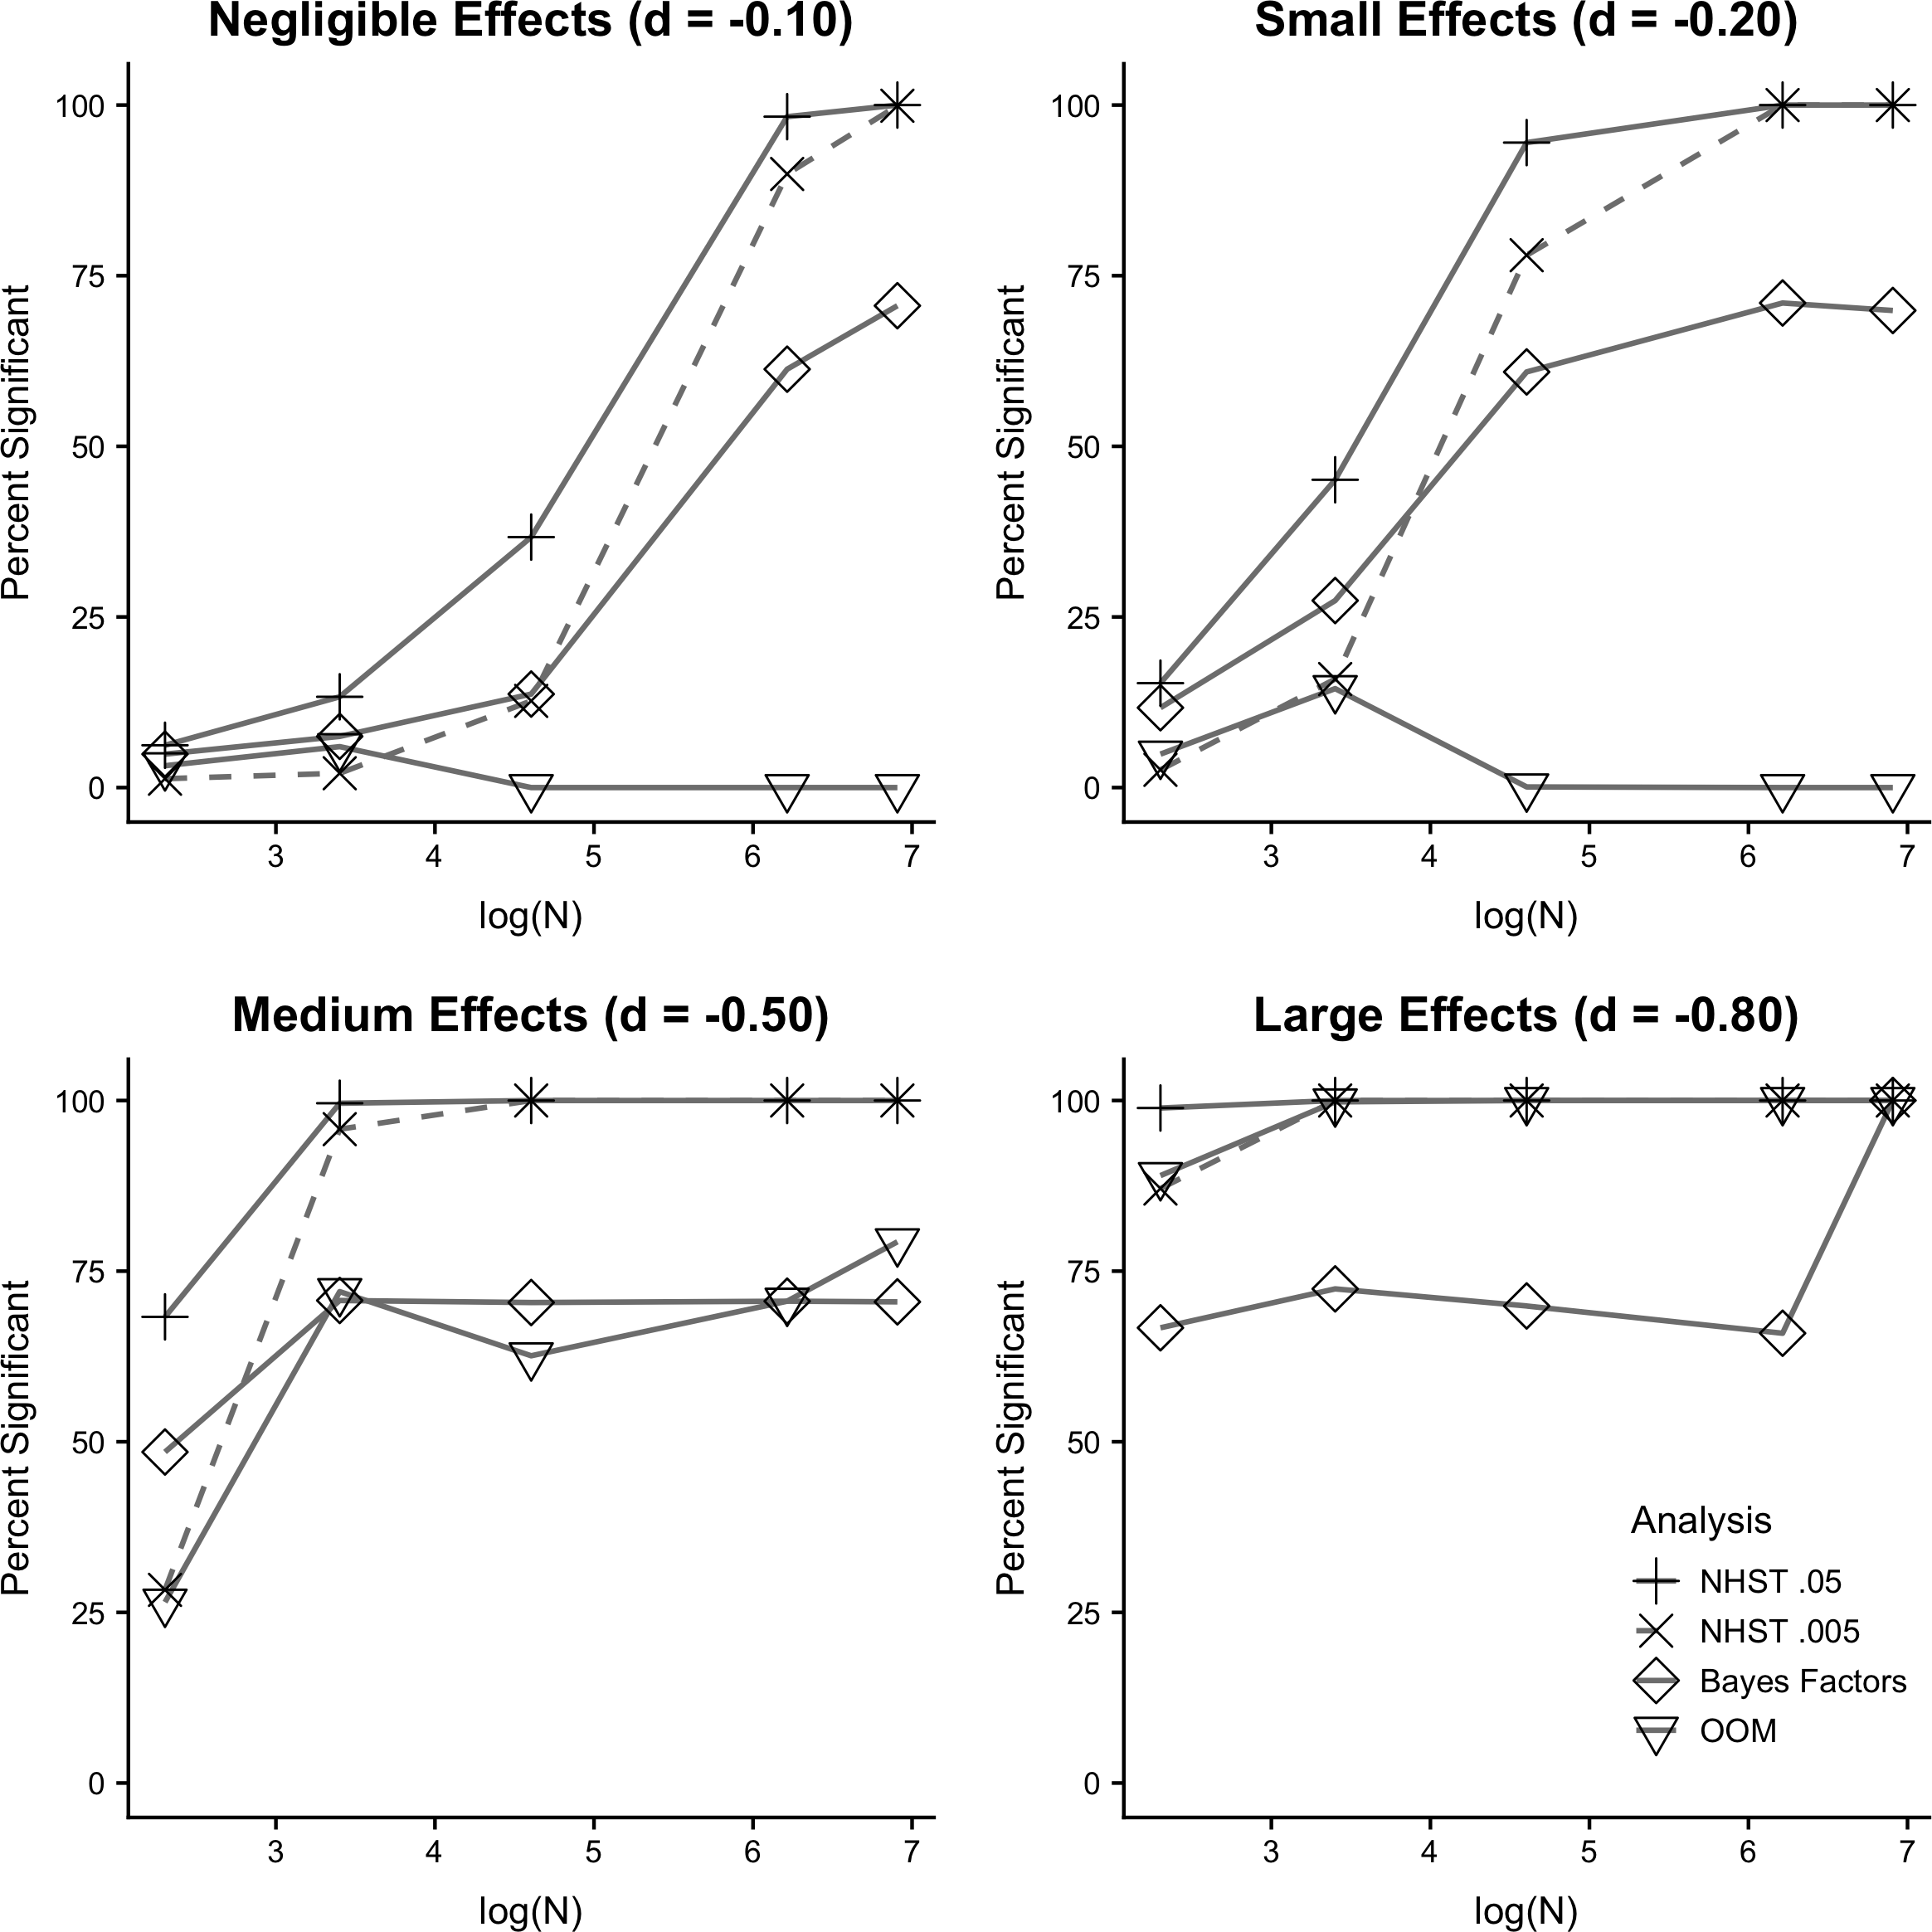 Negligible Effects (d = -0.10)
Percent Significant
100
75
50
25
0
3 4 5 6 7
log(N)
Small Effects (d = -0.20)
Percent Significant
100
75
50
25
0
3 4 5 6 7
log(N)
Medium Effects (d = -0.50)
Percent Significant
100
75
50
25
0
3 4 5 6 7
log(N)
Large Effects (d = -0.80)
Percent Significant
100
75
50
25
0
Analysis
NHST .05
NHST .005
Bayes Factors
OOM
3 4 5 6 7
log(N)